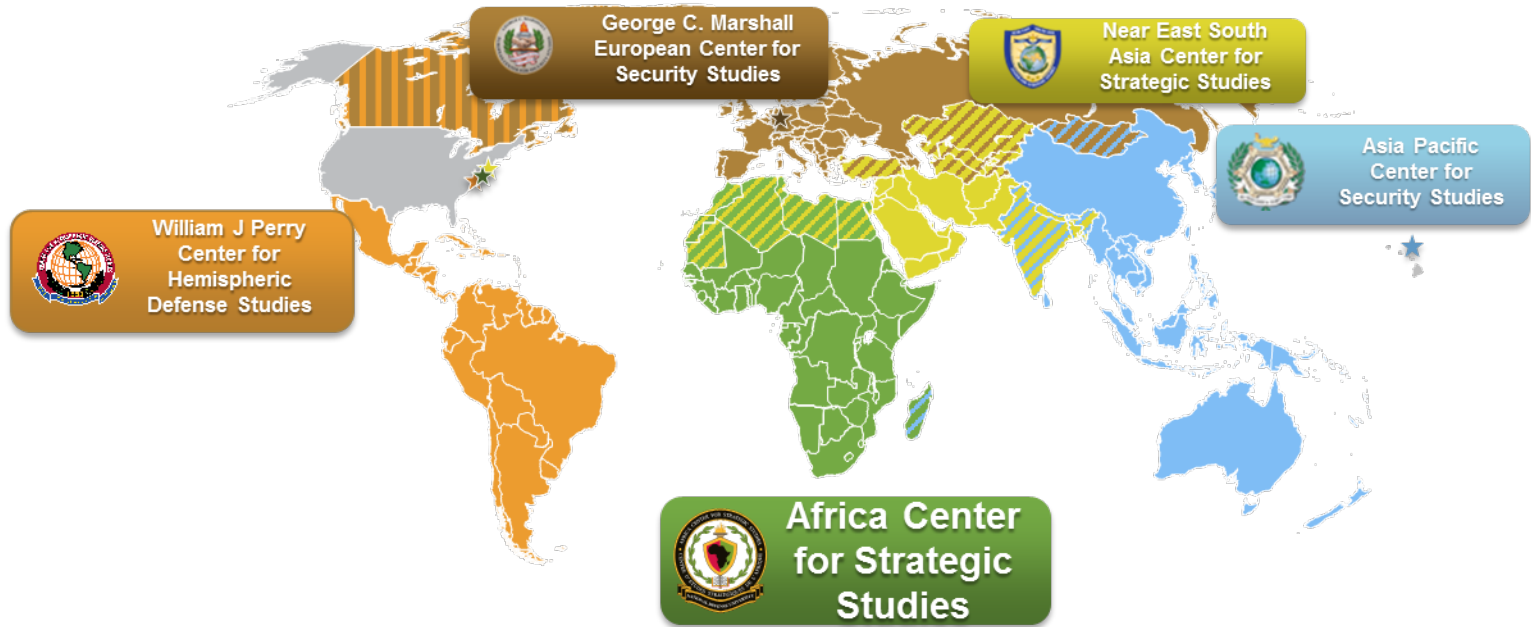 George C. Marshall
European Center for
Security Studies
Near East South
Asia Center for
Strategic Studies
Asia Pacific
Center for
Security Studies
William J Perry
Center for
Hemispheric
Defense Studies
Africa Center
for Strategic
Studies